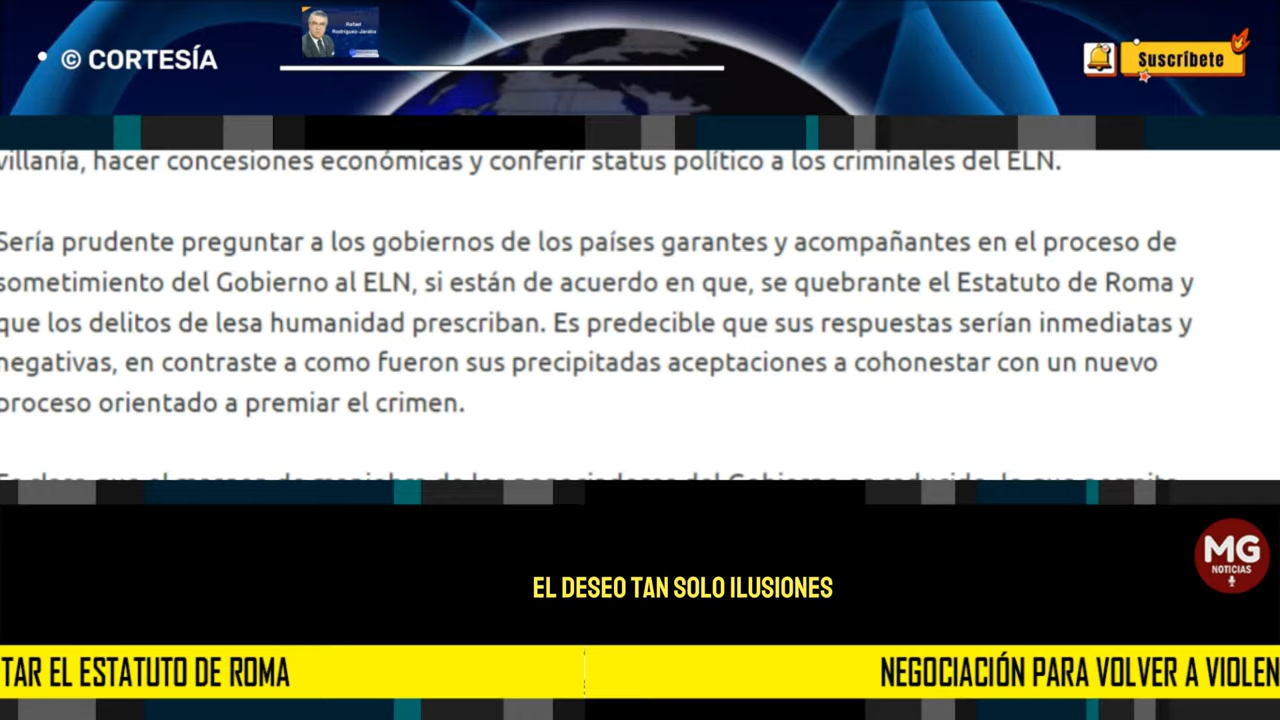 © CORTESÍA
Rafael
Rodríguez-Jaraba
Suscríbete
villanía, hacer concesiones económicas y conferir status político a los criminales del ELN.
Sería prudente preguntar a los gobiernos de los países garantes y acompañantes en el proceso de
sometimiento del Gobierno al ELN, si están de acuerdo en que, se quebrante el Estatuto de Roma y
que los delitos de lesa humanidad prescriban. Es predecible que sus respuestas serían inmediatas y
negativas, en contraste a como fueron sus precipitadas aceptaciones a cohonestar con un nuevo
proceso orientado a premiar el crimen.
MG
NOTICIAS
EL DESEO TAN SOLO ILUSIONES
TAR EL ESTATUTO DE ROMA
NEGOCIACIÓN PARA VOLVER A VIOLEN